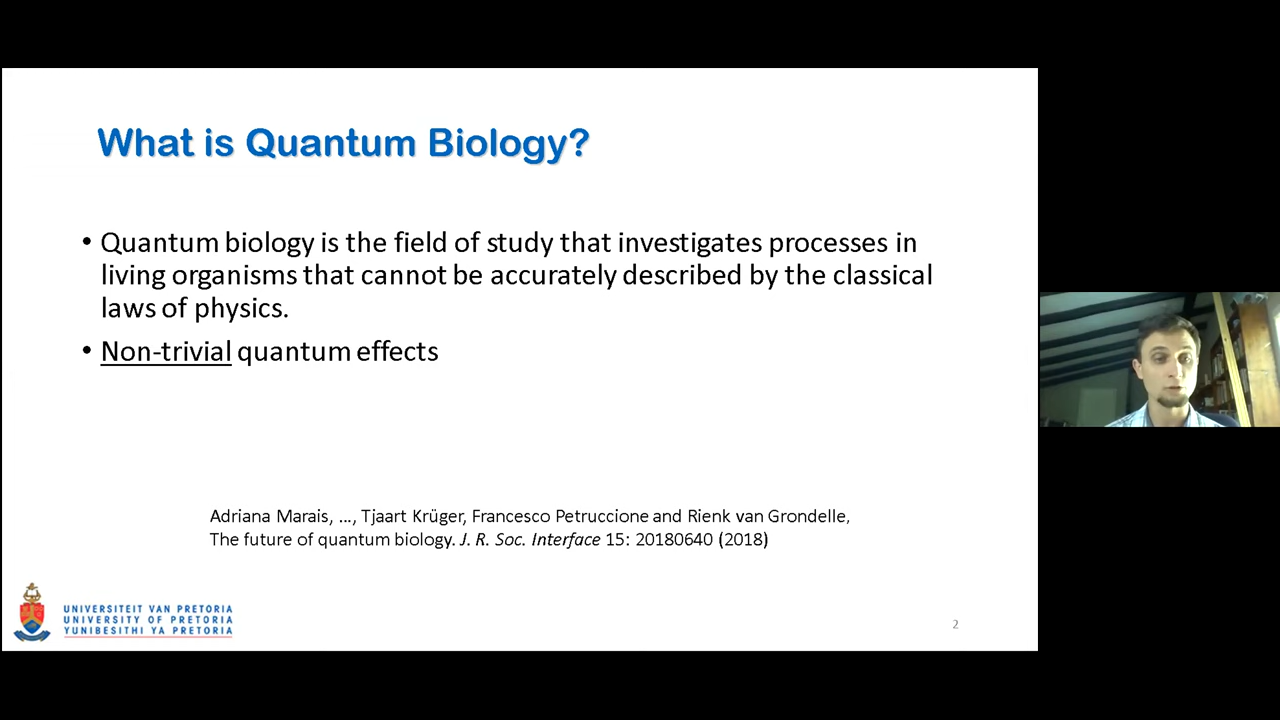 What is Quantum Biology?
• Quantum biology is the field of study that investigates processes in
living organisms that cannot be accurately described by the classical
laws of physics.
• Non-trivial quantum effects
Adriana Marais, ..., Tjaart Krüger, Francesco Petruccione and Rienk van Grondelle,
The future of quantum biology. J. R. Soc. Interface 15: 20180640 (2018)
UNIVERSITEIT VAN PRETORIA
UNIVERSITY OF PRETORIA
YUNIBESITHI YA PRETORIA
2